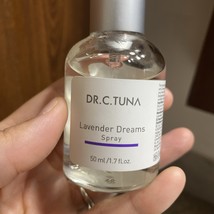 DR.C.TUNA
Lavender Dreams
Spray
50 ml/1.7 fl.oz.